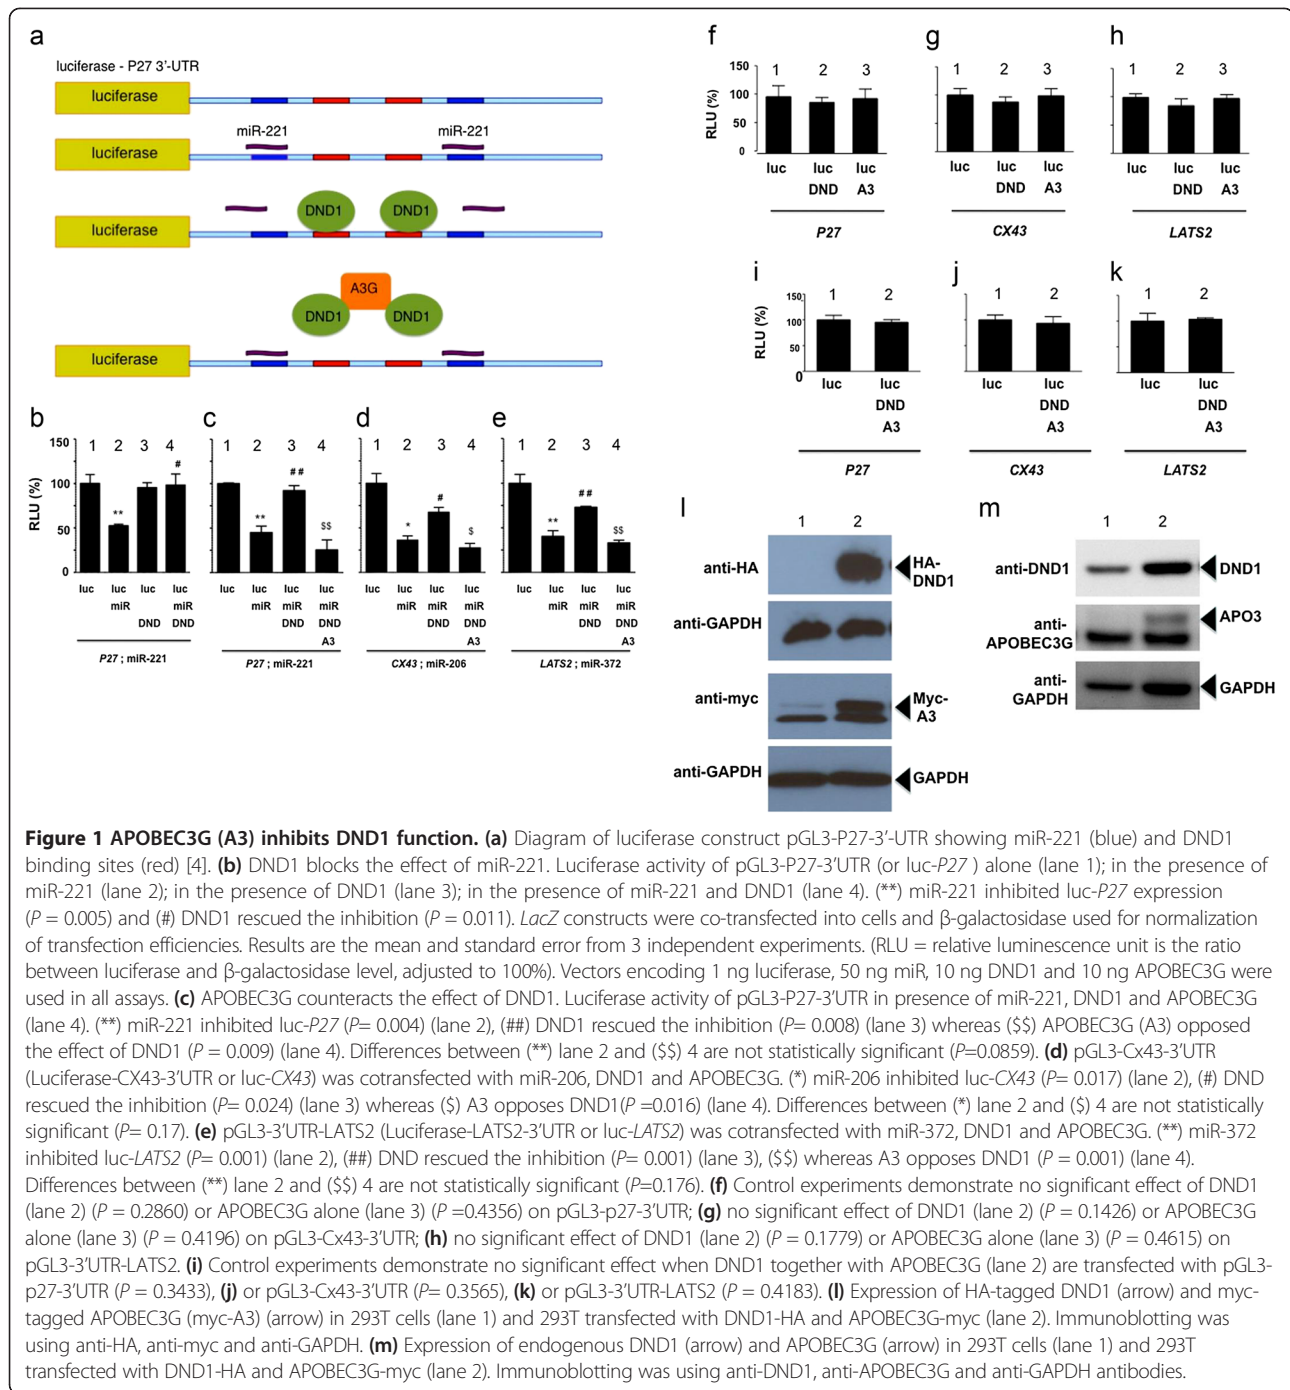 a
luciferase - P27 3'-UTR
luciferase
miR-221 miR-221
luciferase
DND1 DND1
luciferase
A3G
DND1 DND1
luciferase
b c d e
RLU (%)
150
100
50
0
1 2 3 4
**
#
luc luc miR luc DND luc miR DND
P27 ; miR-221
1 2 3 4
**
##
$$
luc luc miR luc miR DND luc miR DND A3
P27 ; miR-221
1 2 3 4
*
#
$
luc luc miR luc miR DND luc miR DND A3
CX43 ; miR-206
1 2 3 4
**
##
$$
luc luc miR luc miR DND luc miR DND A3
LATS2 ; miR-372
f g h
RLU (%)
150
100
50
0
1 2 3
luc luc DND luc A3
P27
1 2 3
luc luc DND luc A3
CX43
1 2 3
luc luc DND luc A3
LATS2
i j k
RLU (%)
150
100
50
0
1 2
luc luc DND A3
P27
1 2
luc luc DND A3
CX43
1 2
luc luc DND A3
LATS2
l
1 2
anti-HA HA-DND1
anti-GAPDH
anti-myc Myc-A3
anti-GAPDH GAPDH
m
1 2
anti-DND1 DND1
anti-APOBEC3G APO3
anti-GAPDH GAPDH
Figure 1 APOBEC3G (A3) inhibits DND1 function. (a) Diagram of luciferase construct pGL3-P27-3'-UTR showing miR-221 (blue) and DND1
binding sites (red) [4]. (b) DND1 blocks the effect of miR-221. Luciferase activity of pGL3-P27-3'UTR (or luc-P27 ) alone (lane 1); in the presence of
miR-221 (lane 2); in the presence of DND1 (lane 3); in the presence of miR-221 and DND1 (lane 4). (**) miR-221 inhibited luc-P27 expression
(P = 0.005) and (#) DND1 rescued the inhibition (P = 0.011). LacZ constructs were co-transfected into cells and β-galactosidase used for normalization
of transfection efficiencies. Results are the mean and standard error from 3 independent experiments. (RLU = relative luminescence unit is the ratio
between luciferase and β-galactosidase level, adjusted to 100%). Vectors encoding 1 ng luciferase, 50 ng miR, 10 ng DND1 and 10 ng APOBEC3G were
used in all assays. (c) APOBEC3G counteracts the effect of DND1. Luciferase activity of pGL3-P27-3'UTR in presence of miR-221, DND1 and APOBEC3G
(lane 4). (**) miR-221 inhibited luc-P27 (P= 0.004) (lane 2), (##) DND1 rescued the inhibition (P= 0.008) (lane 3) whereas ($$) APOBEC3G (A3) opposed
the effect of DND1 (P = 0.009) (lane 4). Differences between (**) lane 2 and ($$) 4 are not statistically significant (P=0.0859). (d) pGL3-Cx43-3'UTR
(Luciferase-CX43-3'UTR or luc-CX43) was cotransfected with miR-206, DND1 and APOBEC3G. (*) miR-206 inhibited luc-CX43 (P= 0.017) (lane 2), (#) DND
rescued the inhibition (P= 0.024) (lane 3) whereas ($) A3 opposes DND1(P =0.016) (lane 4). Differences between (*) lane 2 and ($) 4 are not statistically
significant (P= 0.17). (e) pGL3-3'UTR-LATS2 (Luciferase-LATS2-3'UTR or luc-LATS2) was cotransfected with miR-372, DND1 and APOBEC3G. (**) miR-372
inhibited luc-LATS2 (P= 0.001) (lane 2), (##) DND rescued the inhibition (P= 0.001) (lane 3), ($$) whereas A3 opposes DND1 (P = 0.001) (lane 4).
Differences between (**) lane 2 and ($$) 4 are not statistically significant (P=0.176). (f) Control experiments demonstrate no significant effect of DND1
(lane 2) (P = 0.2860) or APOBEC3G alone (lane 3) (P =0.4356) on pGL3-p27-3'UTR; (g) no significant effect of DND1 (lane 2) (P = 0.1426) or APOBEC3G
alone (lane 3) (P = 0.4196) on pGL3-Cx43-3'UTR; (h) no significant effect of DND1 (lane 2) (P = 0.1779) or APOBEC3G alone (lane 3) (P = 0.4615) on
pGL3-3'UTR-LATS2. (i) Control experiments demonstrate no significant effect when DND1 together with APOBEC3G (lane 2) are transfected with pGL3-
p27-3'UTR (P = 0.3433), (j) or pGL3-Cx43-3'UTR (P= 0.3565), (k) or pGL3-3'UTR-LATS2 (P = 0.4183). (l) Expression of HA-tagged DND1 (arrow) and myc-
tagged APOBEC3G (myc-A3) (arrow) in 293T cells (lane 1) and 293T transfected with DND1-HA and APOBEC3G-myc (lane 2). Immunoblotting was
using anti-HA, anti-myc and anti-GAPDH. (m) Expression of endogenous DND1 (arrow) and APOBEC3G (arrow) in 293T cells (lane 1) and 293T
transfected with DND1-HA and APOBEC3G-myc (lane 2). Immunoblotting was using anti-DND1, anti-APOBEC3G and anti-GAPDH antibodies.